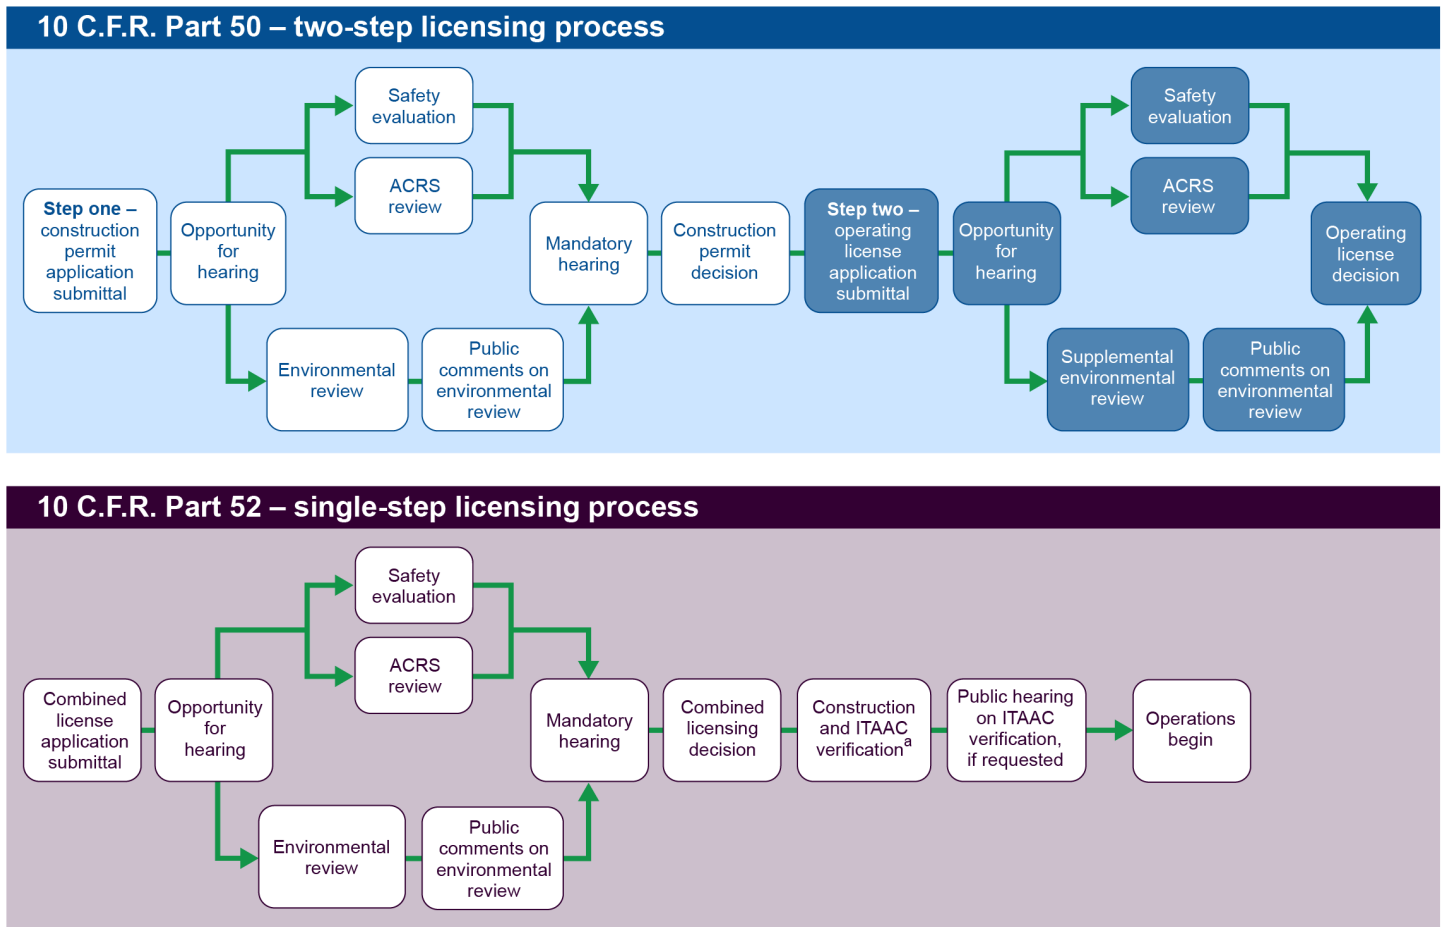 10 C.F.R. Part 50 – two-step licensing process
Step one –
construction
permit
application
submittal
Opportunity
for
hearing
Safety
evaluation
ACRS
review
Environmental
review
Public
comments on
environmental
review
Mandatory
hearing
Construction
permit
decision
Step two –
operating
license
application
submittal
Opportunity
for
hearing
Safety
evaluation
ACRS
review
Supplemental
environmental
review
Public
comments on
environmental
review
Operating
license
decision
10 C.F.R. Part 52 – single-step licensing process
Combined
license
application
submittal
Opportunity
for
hearing
Safety
evaluation
ACRS
review
Environmental
review
Public
comments on
environmental
review
Mandatory
hearing
Combined
licensing
decision
Construction
and ITAAC
verificationᵃ
Public hearing
on ITAAC
verification,
if requested
Operations
begin